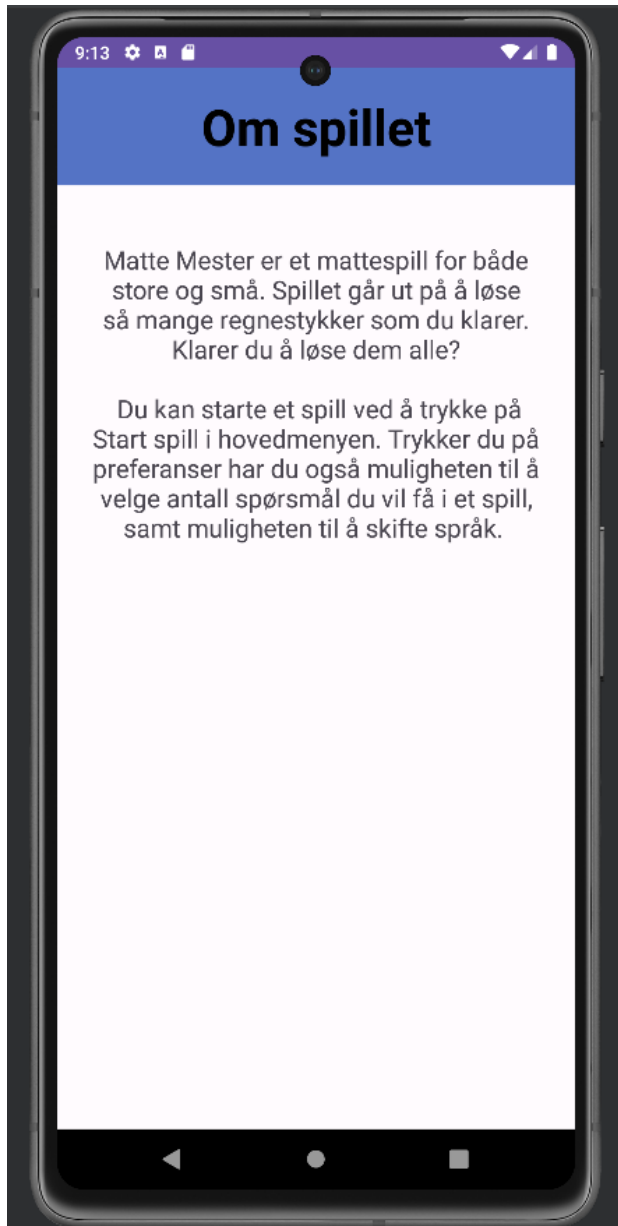 9:13
Om spillet
Matte Mester er et mattespill for både
store og små. Spillet går ut på å løse
så mange regnestykker som du klarer.
Klarer du å løse dem alle?
Du kan starte et spill ved å trykke på
Start spill i hovedmenyen. Trykker du på
preferanser har du også muligheten til å
velge antall spørsmål du vil få i et spill,
samt muligheten til å skifte språk.